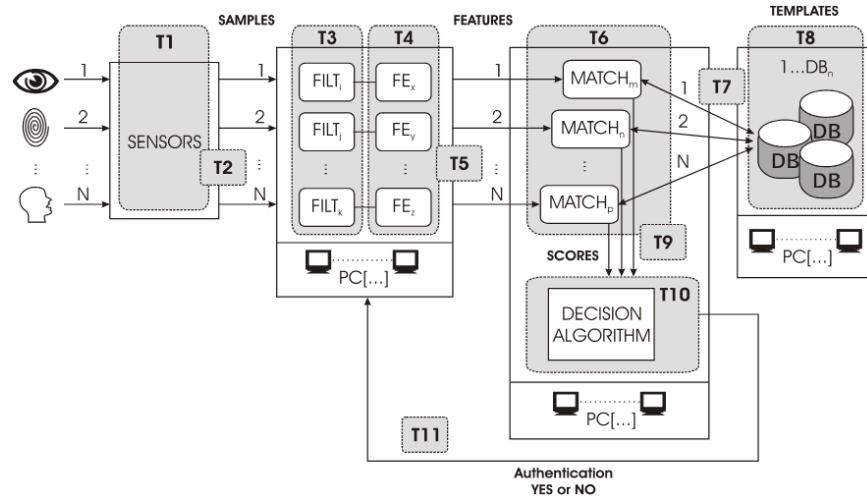 SAMPLES
FEATURES
TEMPLATES
T1
T3
T4
T6
T8
1
1
FILTᵢ
FEₓ
1
MATCHₘ
1
T7
1...DBₙ
2
2
FILTⱼ
FEᵧ
2
MATCHₙ
2
DB
DB
DB
SENSORS
T2
T5
...
...
...
...
...
N
N
FILTₖ
FE_z
N
MATCHₚ
N
T9
SCORES
PC[...]
PC[...]
T10
DECISION
ALGORITHM
PC[...]
T11
Authentication
YES or NO